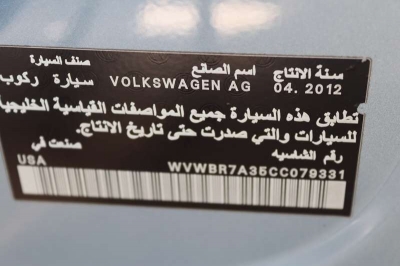 سنة الانتاج اسم الصانع صنف السيارة
04. 2012 VOLKSWAGEN AG سيارة ركوب
تطابق هذه السيارة جميع المواصفات القياسية الخليجية
للسيارات والتي صدرت حتى تاريخ الانتاج.
رقم الشاسيه صنعت في
WVWBR7A35CC079331 USA